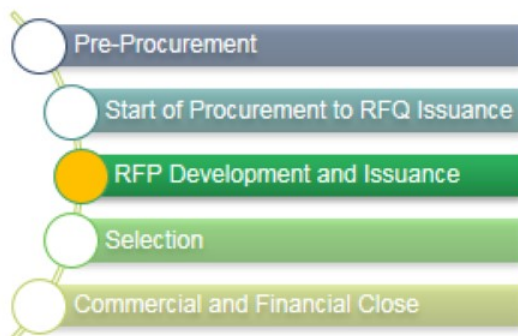 Pre-Procurement
Start of Procurement to RFQ Issuance
RFP Development and Issuance
Selection
Commercial and Financial Close